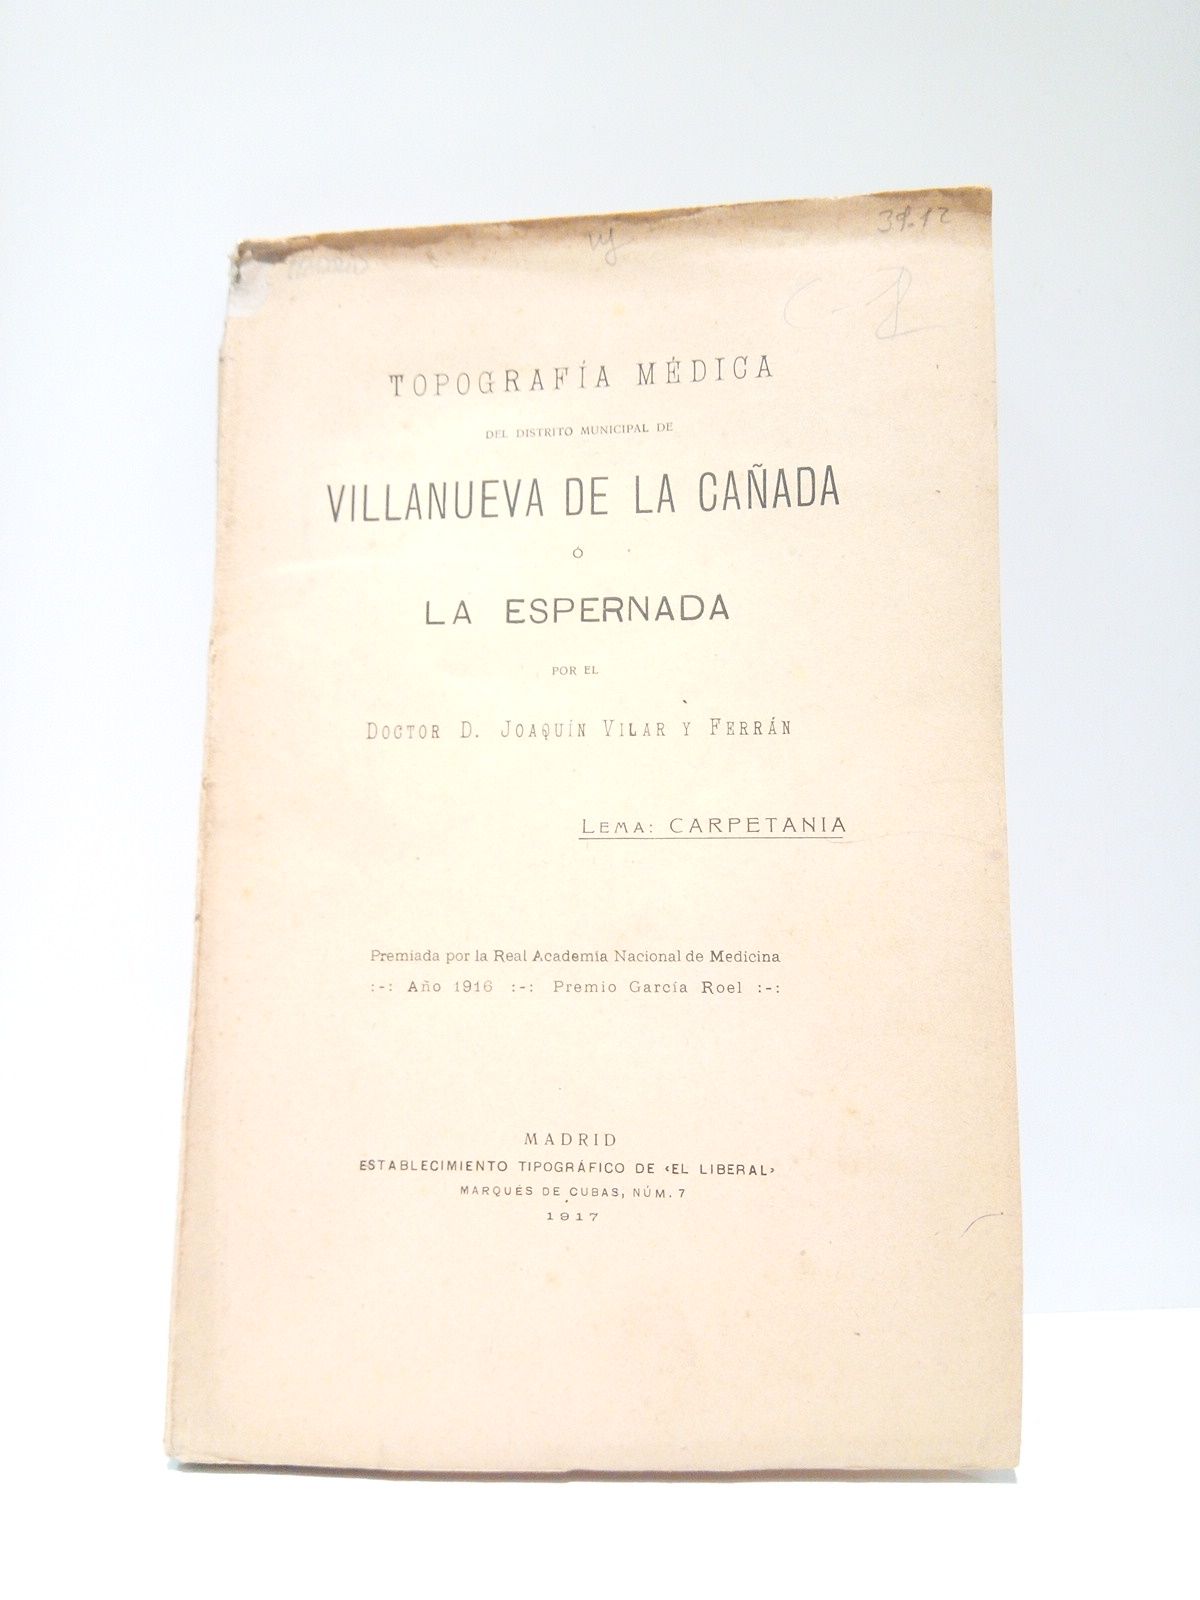 TOPOGRAFÍA MÉDICA
DEL DISTRITO MUNICIPAL DE
VILLANUEVA DE LA CAÑADA
Ó
LA ESPERNADA
POR EL
DOCTOR D. JOAQUÍN VILAR Y FERRÁN
LEMA: CARPETANIA
Premiada por la Real Academia Nacional de Medicina
:-: Año 1916 :-: Premio García Roel :-:
MADRID
ESTABLECIMIENTO TIPOGRÁFICO DE «EL LIBERAL»
MARQUÉS DE CUBAS, NÚM. 7
1917